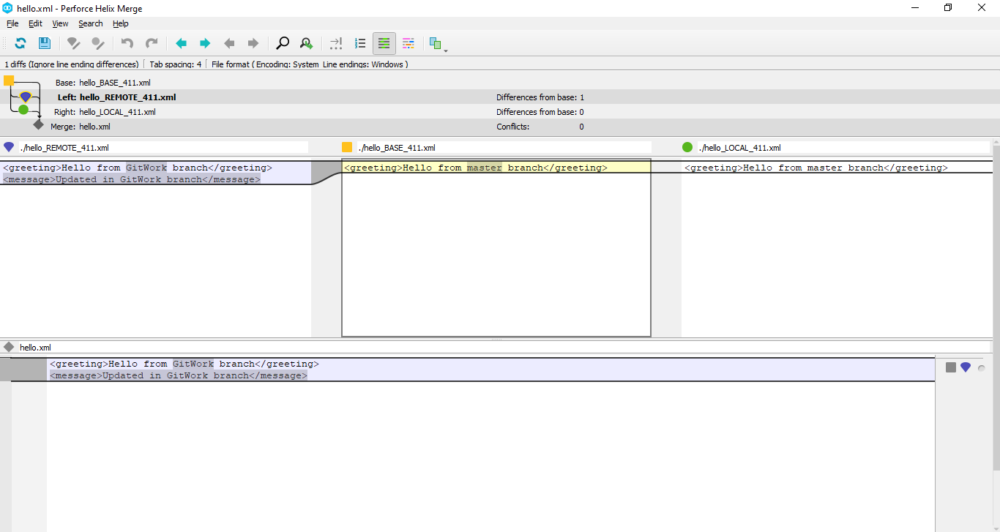 hello.xml - Perforce Helix Merge
File Edit View Search Help
1 diffs (Ignore line ending differences) Tab spacing: 4 File format ( Encoding: System Line endings: Windows )
Base: hello_BASE_411.xml
Left: hello_REMOTE_411.xml Differences from base: 1
Right: hello_LOCAL_411.xml Differences from base: 0
Merge: hello.xml Conflicts: 0
./hello_REMOTE_411.xml ./hello_BASE_411.xml ./hello_LOCAL_411.xml
<greeting>Hello from GitWork branch</greeting> <greeting>Hello from master branch</greeting> <greeting>Hello from master branch</greeting>
<message>Updated in GitWork branch</message>
hello.xml
<greeting>Hello from GitWork branch</greeting>
<message>Updated in GitWork branch</message>